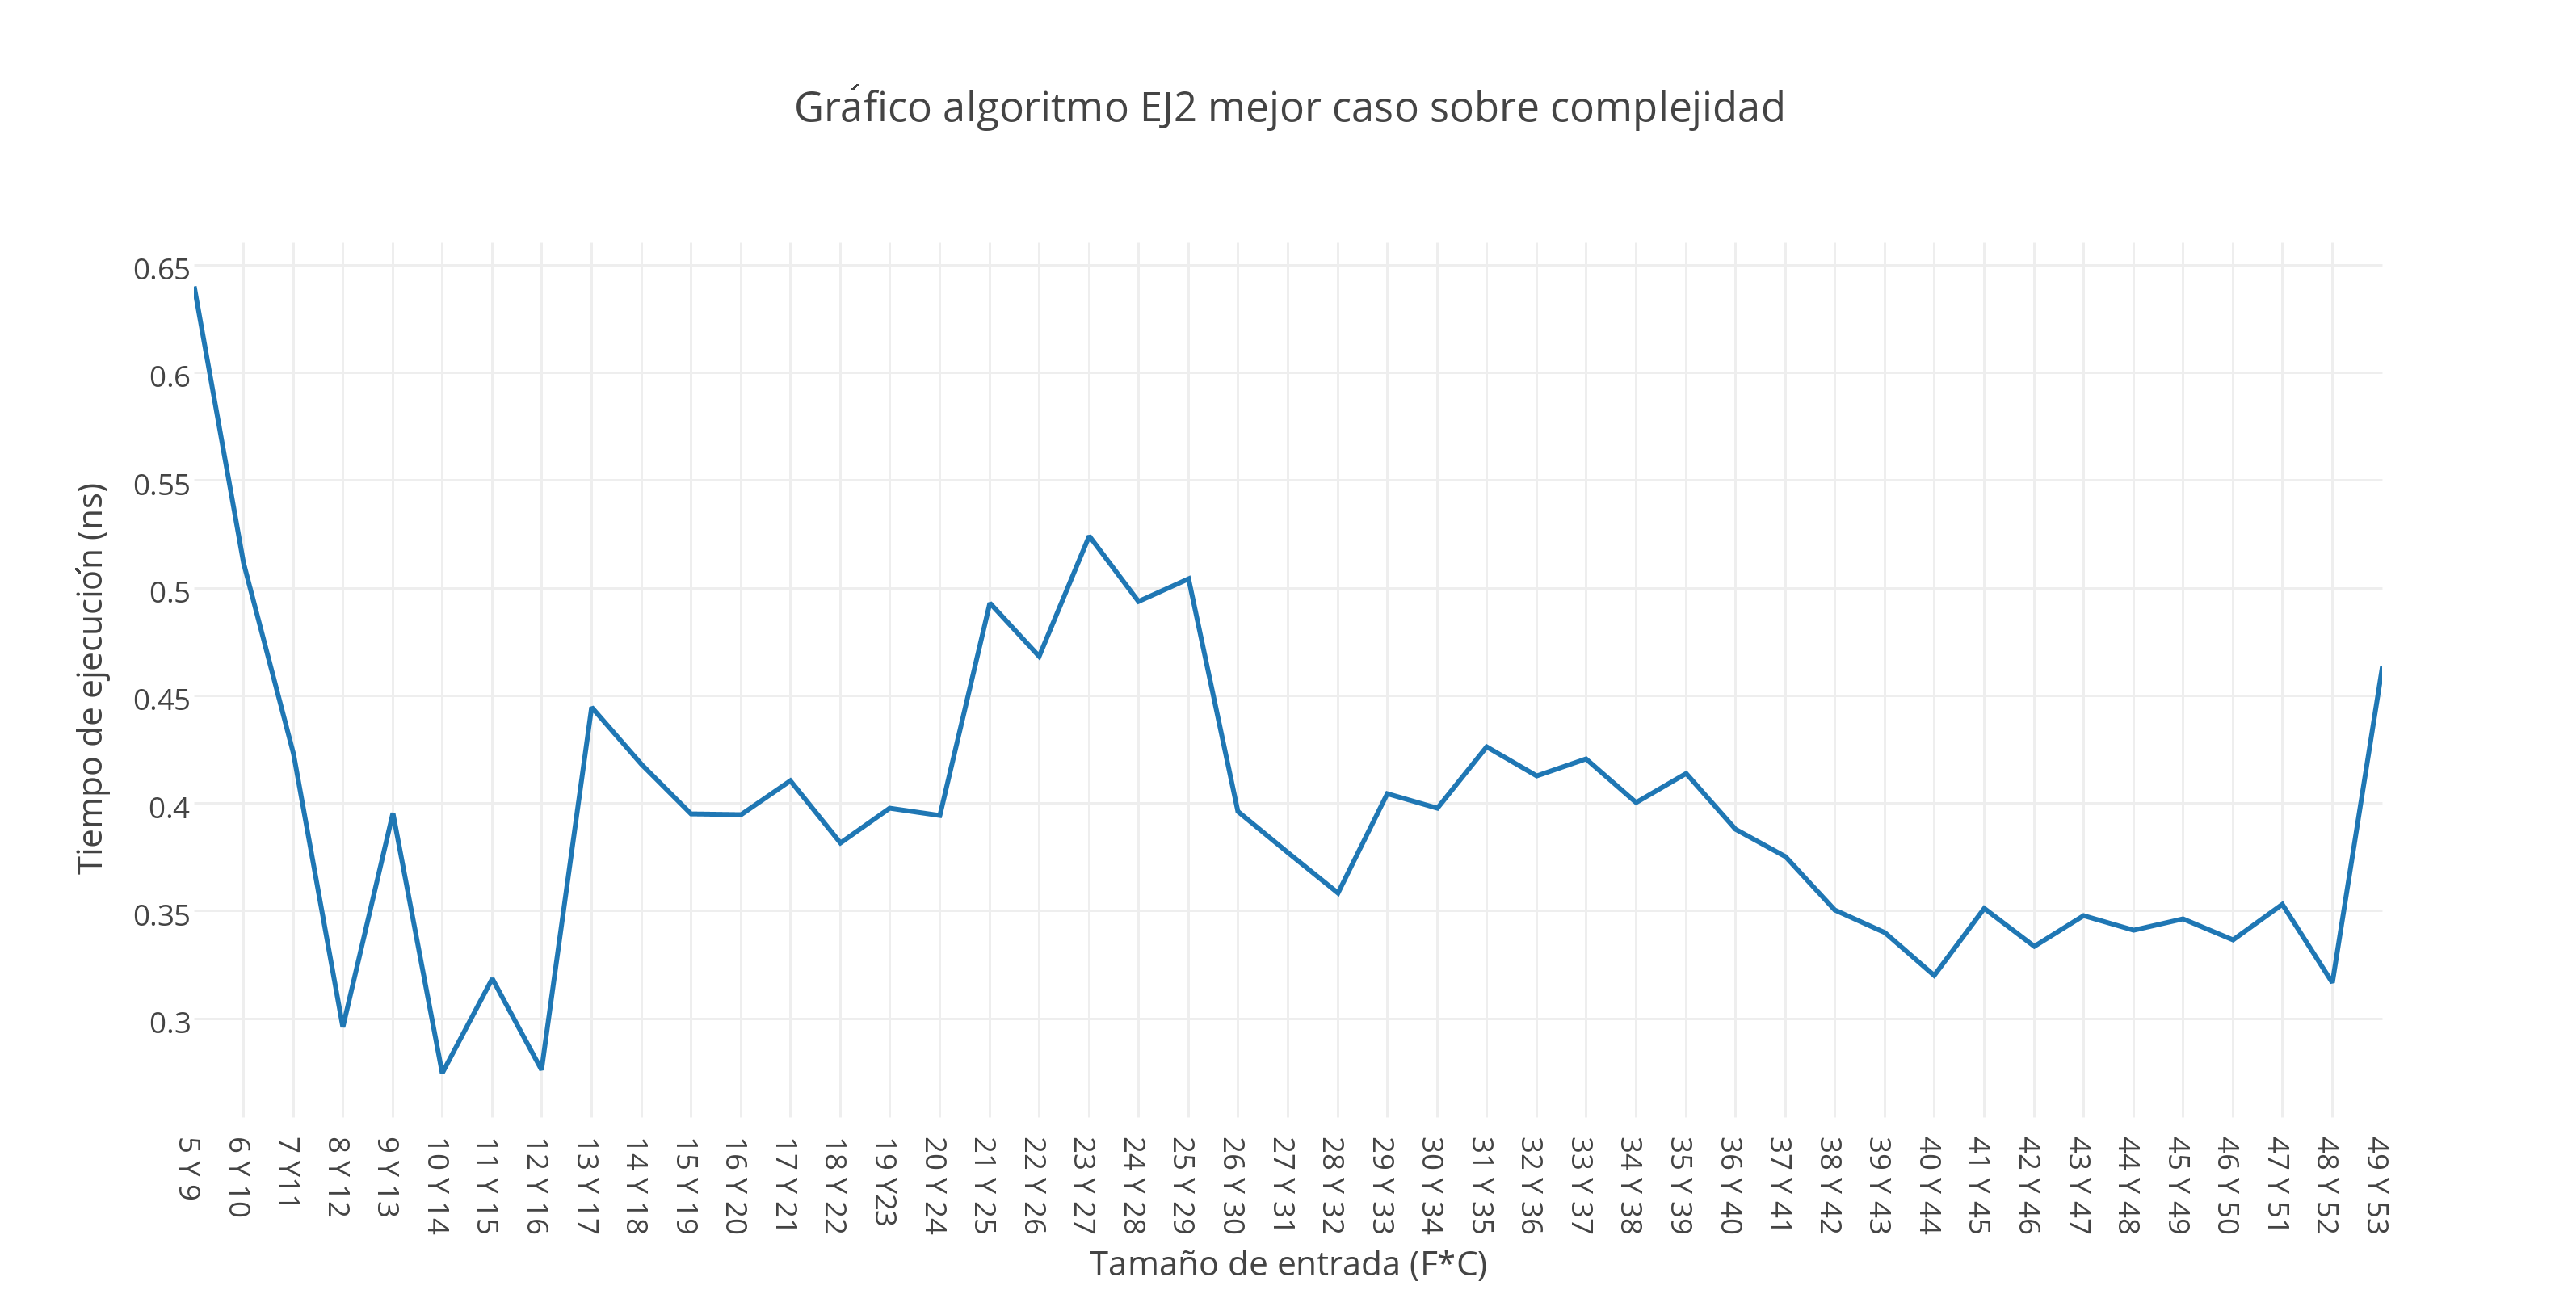 Gráfico algoritmo EJ2 mejor caso sobre complejidad
Tiempo de ejecución (ns)
0.65
0.6
0.55
0.5
0.45
0.4
0.35
0.3
5 Y 9
6 Y 10
7 Y11
8 Y 12
9 Y 13
10 Y 14
11 Y 15
12 Y 16
13 Y 17
14 Y 18
15 Y 19
16 Y 20
17 Y 21
18 Y 22
19 Y23
20 Y 24
21 Y 25
22 Y 26
23 Y 27
24 Y 28
25 Y 29
26 Y 30
27 Y 31
28 Y 32
29 Y 33
30 Y 34
31 Y 35
32 Y 36
33 Y 37
34 Y 38
35 Y 39
36 Y 40
37 Y 41
38 Y 42
39 Y 43
40 Y 44
41 Y 45
42 Y 46
43 Y 47
44 Y 48
45 Y 49
46 Y 50
47 Y 51
48 Y 52
49 Y 53
Tamaño de entrada (F*C)